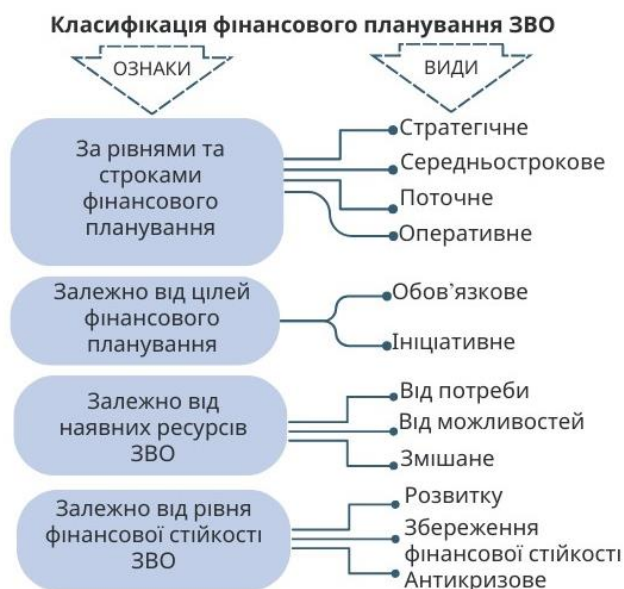 Класифікація фінансового планування ЗВО
ОЗНАКИ
ВИДИ
За рівнями та
строками
фінансового
планування
Стратегічне
Середньострокове
Поточне
Оперативне
Залежно від цілей
фінансового
планування
Обов’язкове
Ініціативне
Залежно від
наявних ресурсів
ЗВО
Від потреби
Від можливостей
Змішане
Залежно від рівня
фінансової стійкості
ЗВО
Розвитку
Збереження
фінансової стійкості
Антикризове